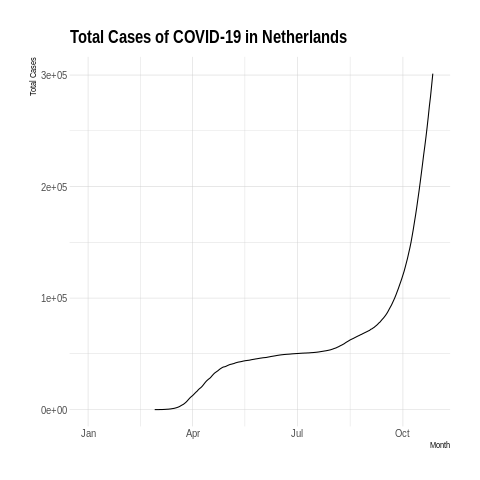 Total Cases of COVID-19 in Netherlands
Total Cases
3e+05
2e+05
1e+05
0e+00
Jan Apr Jul Oct
Month